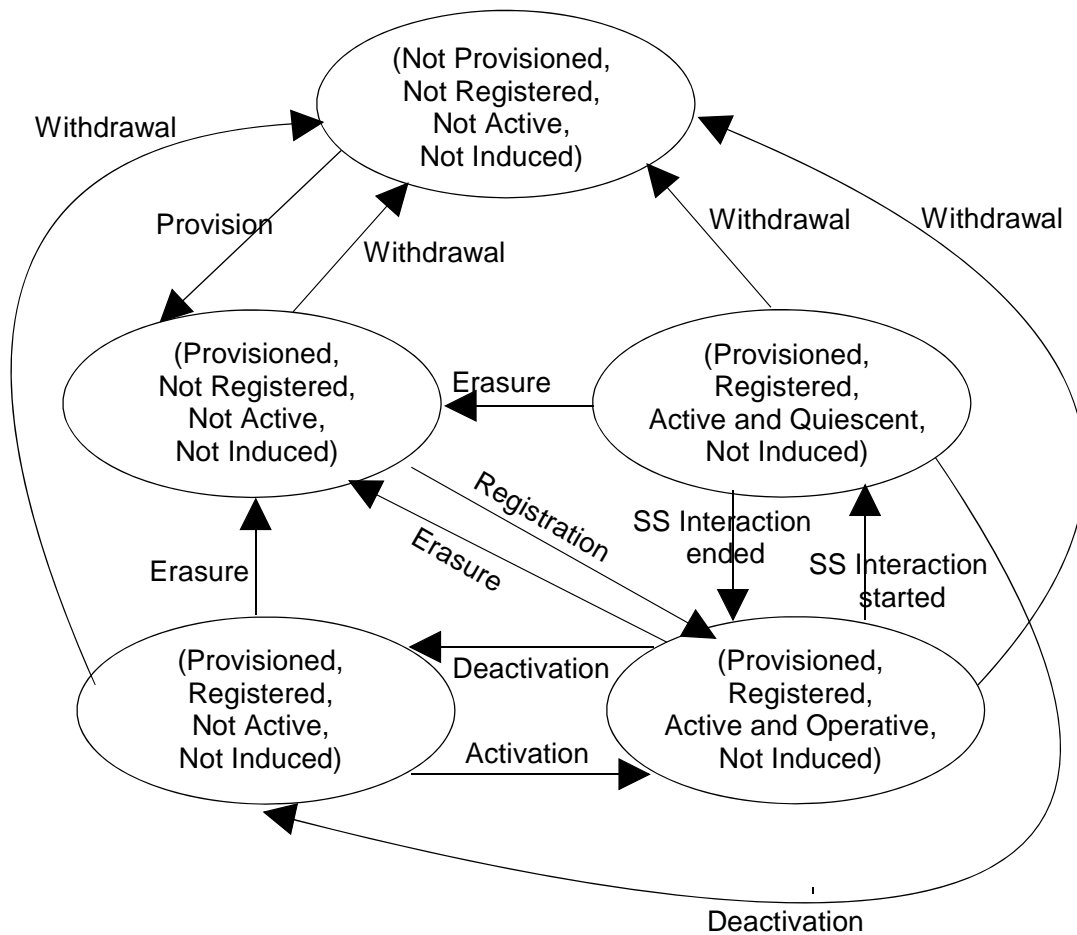 (Not Provisioned,
Not Registered,
Not Active,
Not Induced)
Withdrawal
Provision
Withdrawal
Withdrawal
Withdrawal
(Provisioned,
Not Registered,
Not Active,
Not Induced)
Erasure
(Provisioned,
Registered,
Active and Quiescent,
Not Induced)
Registration
Erasure
SS Interaction
ended
SS Interaction
started
Erasure
(Provisioned,
Registered,
Not Active,
Not Induced)
Deactivation
Activation
(Provisioned,
Registered,
Active and Operative,
Not Induced)
Deactivation